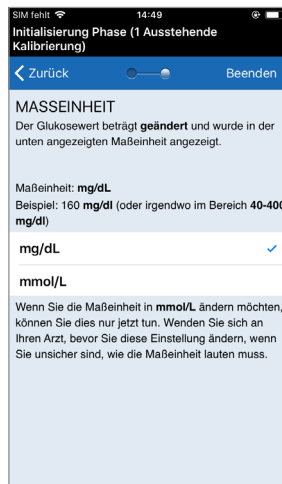 SIM fehlt 14:49
Initialisierung Phase (1 Ausstehende
Kalibrierung)
Zurück Beenden
MASSEINHEIT
Der Glukosewert beträgt geändert und wurde in der
unten angezeigten Maßeinheit angezeigt.
Maßeinheit: mg/dL
Beispiel: 160 mg/dl (oder irgendwo im Bereich 40-400
mg/dl)
mg/dL
mmol/L
Wenn Sie die Maßeinheit in mmol/L ändern möchten,
können Sie dies nur jetzt tun. Wenden Sie sich an
Ihren Arzt, bevor Sie diese Einstellung ändern, wenn
Sie unsicher sind, wie die Maßeinheit lauten muss.